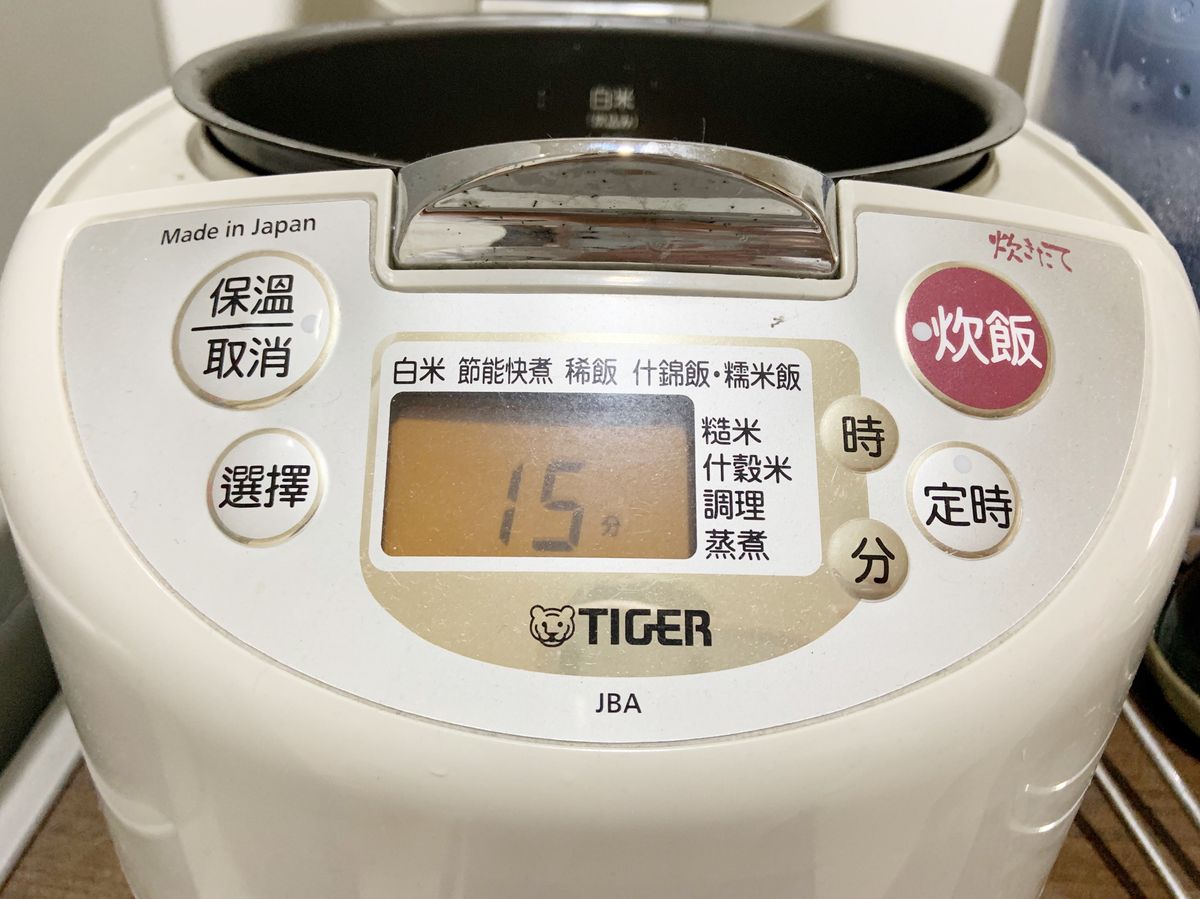 白米
Made in Japan
炊きたて
保溫
取消
炊飯
白米 節能快煮 稀飯 什錦飯・糯米飯
糙米
什穀米
調理
蒸煮
時
選擇
15分
定時
分
TIGER
JBA